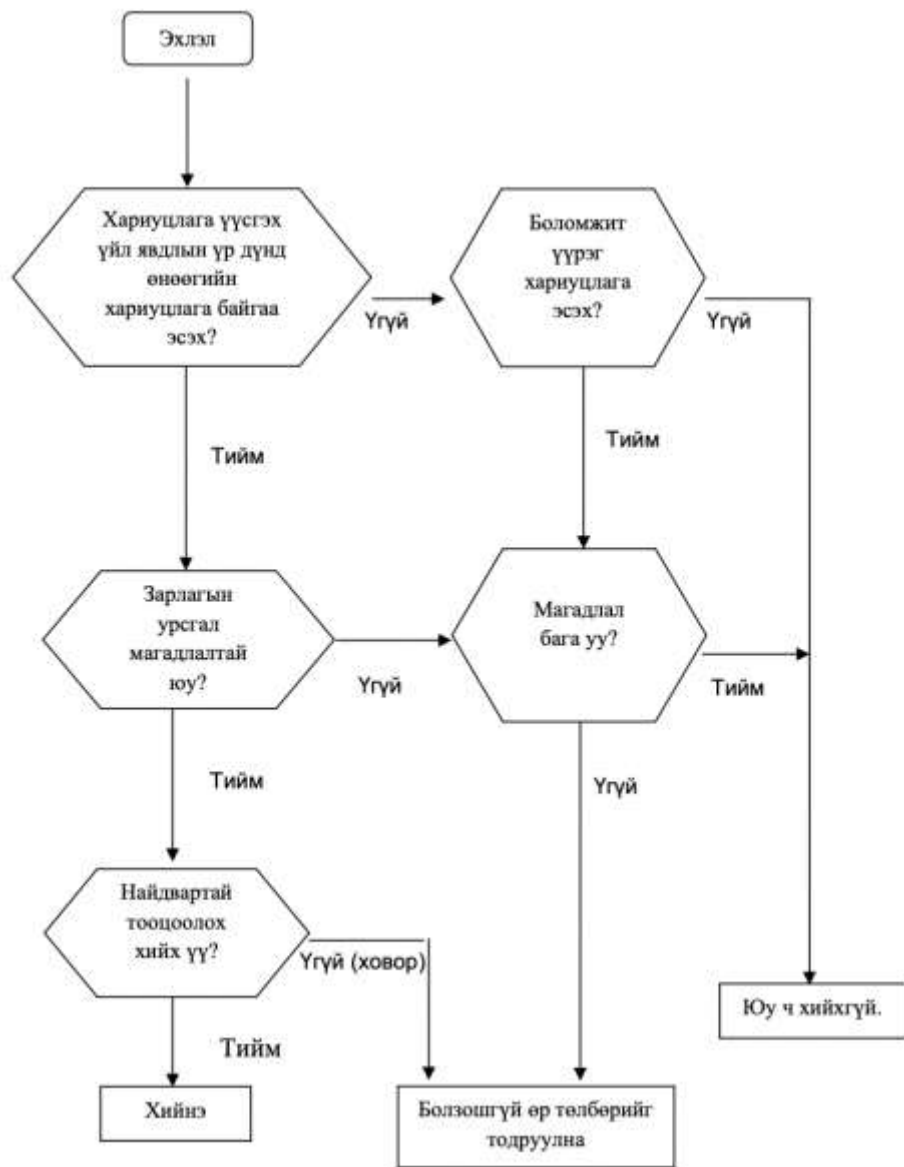 Эхлэл
Хариуцлага үүсгэх
үйл явдлын үр дүнд
өнөөгийн
хариуцлага байгаа
эсэх?
Үгүй
Боломжит
үүрэг
хариуцлага
эсэх?
Үгүй
Тийм
Тийм
Зарлагын
урсгал
магадлалтай
юу?
Үгүй
Магадлал
бага уу?
Тийм
Тийм
Үгүй
Найдвартай
тооцоолох
хийх үү?
Үгүй (ховор)
Юу ч хийхгүй.
Тийм
Хийнэ
Болзошгүй өр төлбөрийг
тодруулна